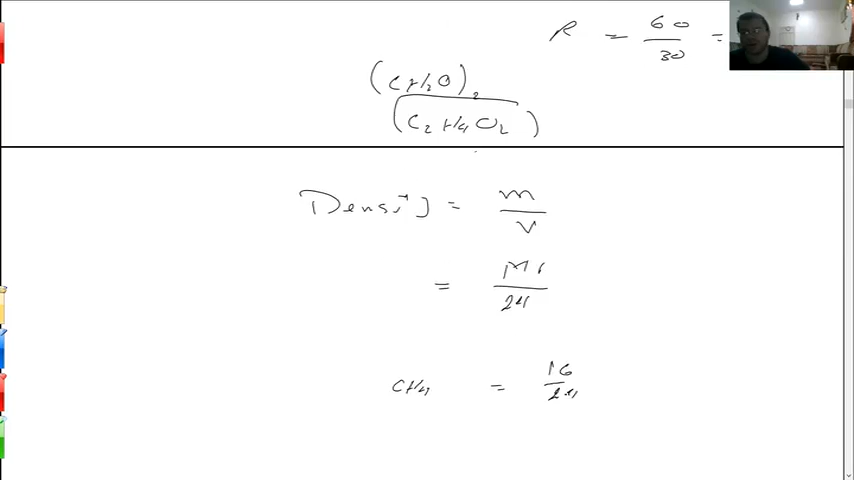 R = 60/30 =
(CH2O)2
(C2H4O2)
Density = m/v
= Mr/24
CH4 = 16/24